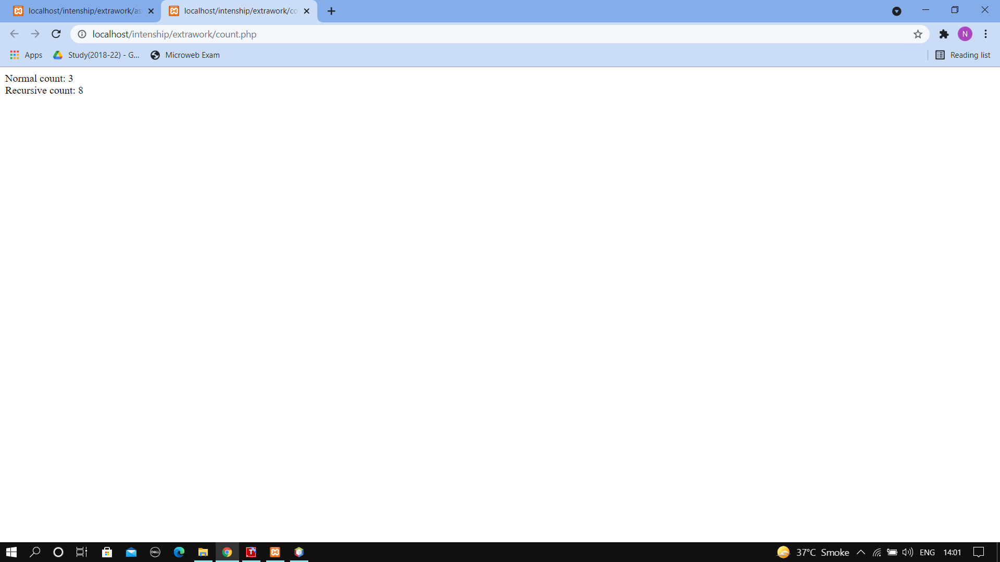 localhost/intenship/extrawork/as
localhost/intenship/extrawork/co
localhost/intenship/extrawork/count.php
N
Apps
Study(2018-22) - G...
Microweb Exam
Reading list
Normal count: 3
Recursive count: 8
DELL
T
37°C Smoke
ENG
14:01